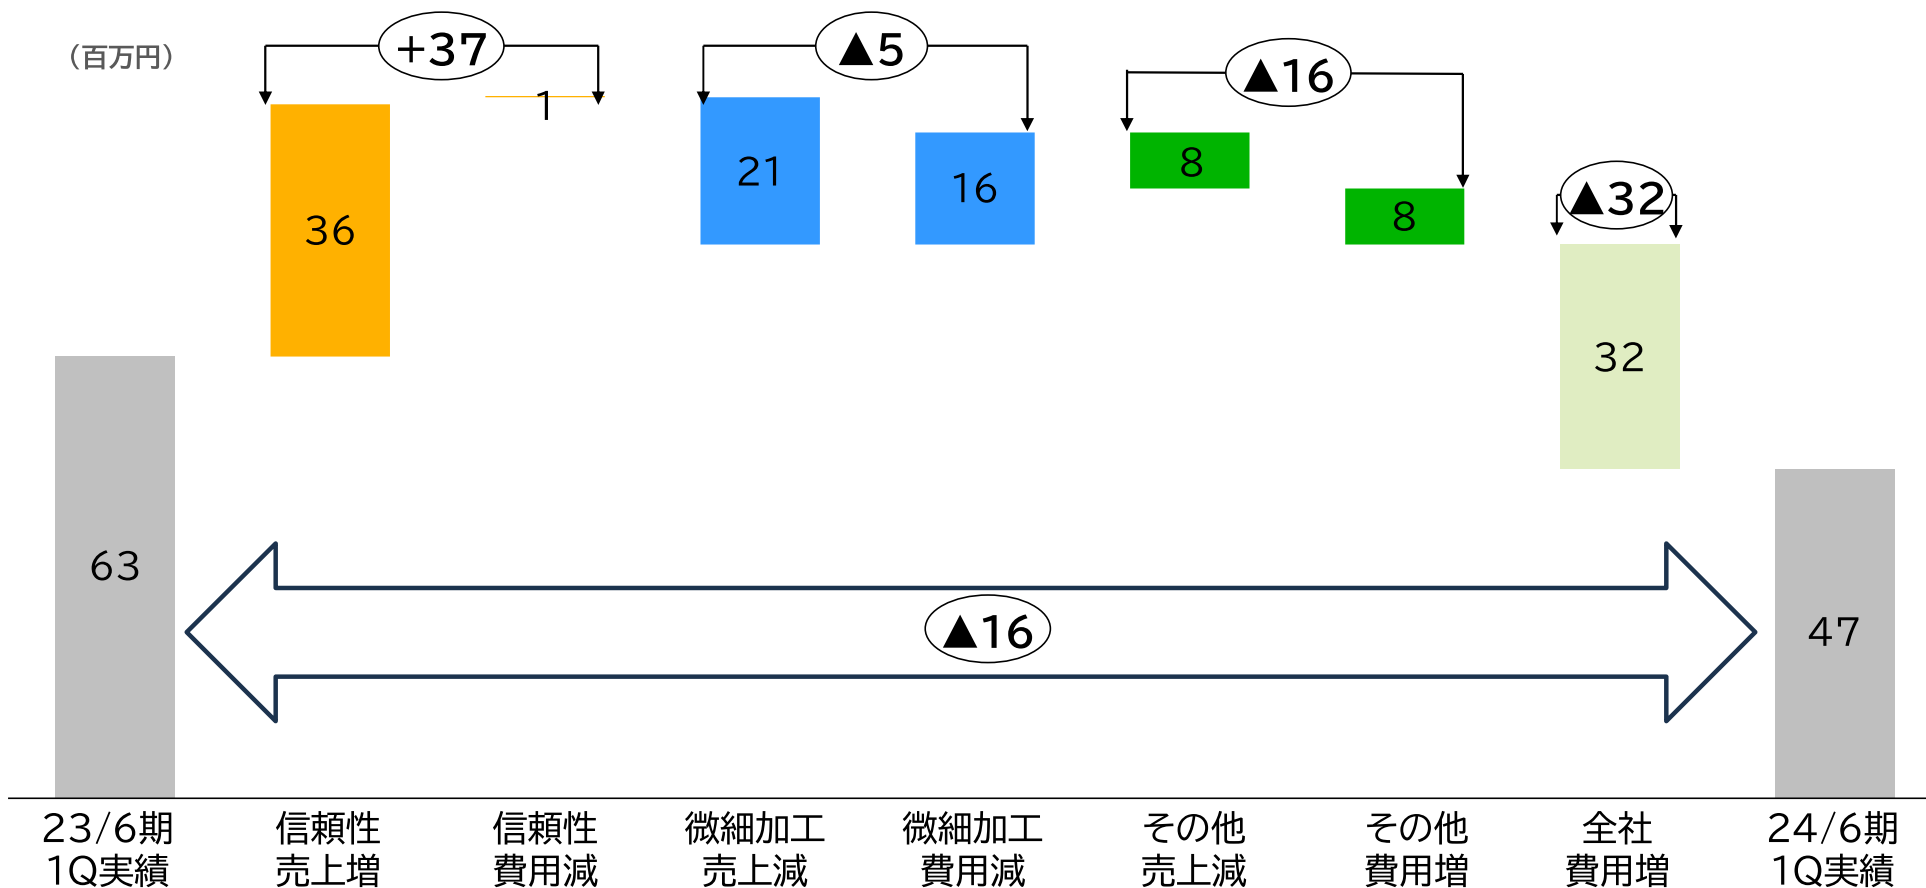 （百万円）
+37
▲5
▲16
▲32
1
36
21
16
8
8
32
63
▲16
47
23/6期
1Q実績
信頼性
売上増
信頼性
費用減
微細加工
売上減
微細加工
費用減
その他
売上減
その他
費用増
全社
費用増
24/6期
1Q実績